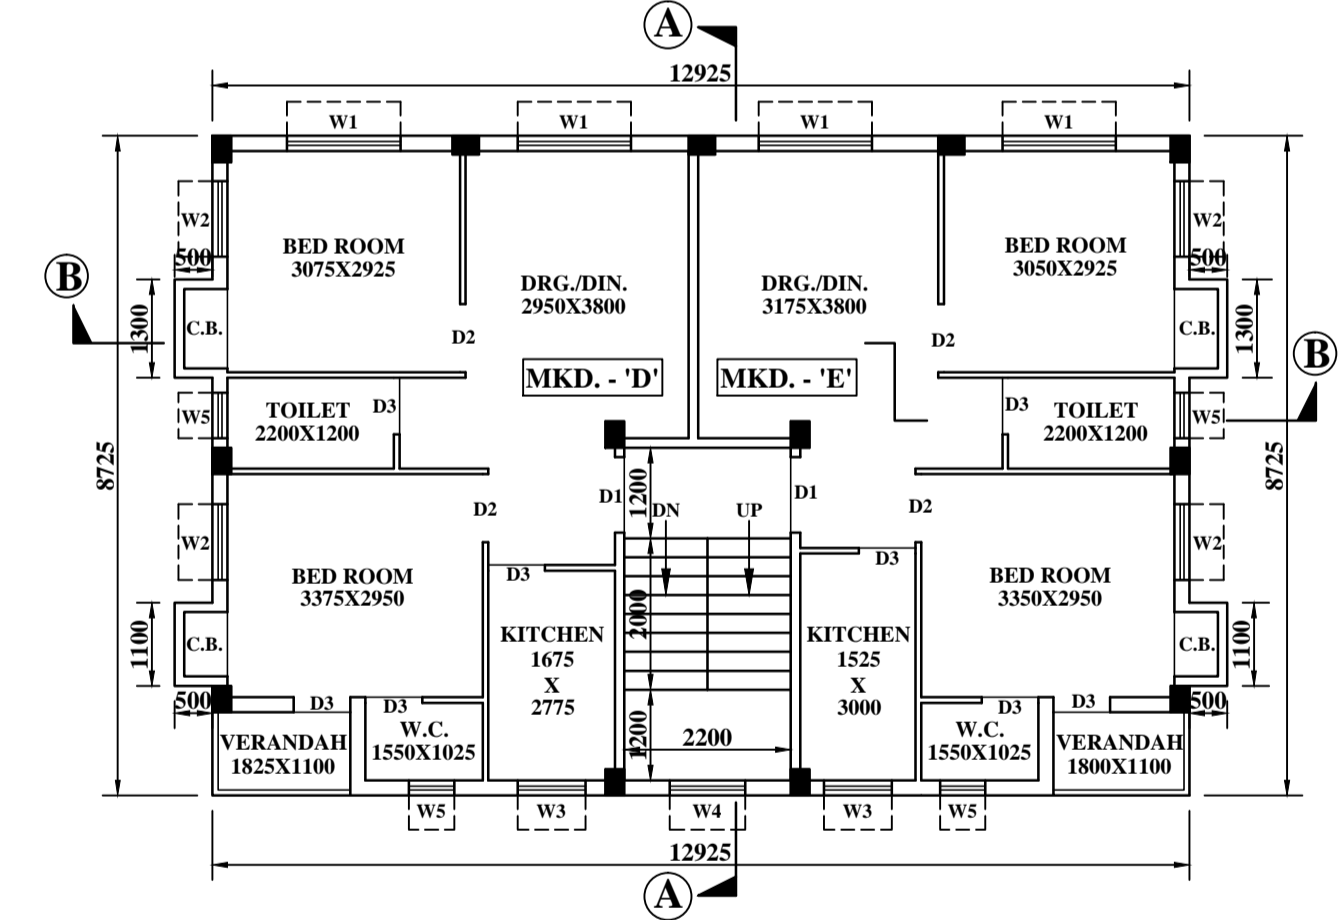 A
12925
W1 W1 W1 W1
W2 W2
BED ROOM
3075X2925
BED ROOM
3050X2925
500 500
B
DRG./DIN.
2950X3800
DRG./DIN.
3175X3800
1300 C.B. C.B. 1300
D2 D2
B
MKD. - 'D' MKD. - 'E'
W5 TOILET
2200X1200
D3 D3
TOILET
2200X1200
W5
8725 8725
D1 1200 D1
D2 DN UP D2
W2 W2
D3 D3
BED ROOM
3375X2950
BED ROOM
3350X2950
2000
1100 C.B. C.B. 1100
KITCHEN
1675
X
2775
KITCHEN
1525
X
3000
500 D3 D3 D3 D3 500
VERANDAH
1825X1100
W.C.
1550X1025
1200 2200
W.C.
1550X1025
VERANDAH
1800X1100
W5 W3 W4 W3 W5
12925
A